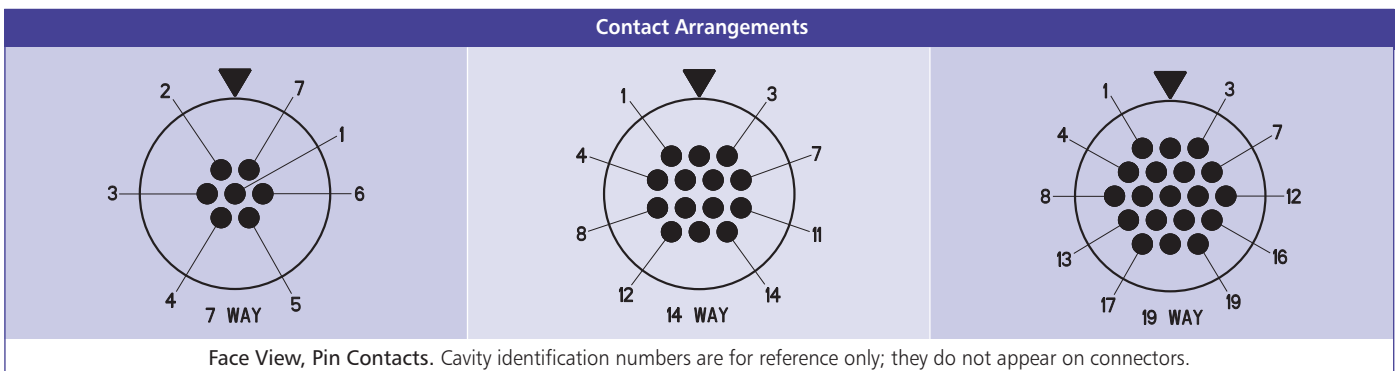 Contact Arrangements
2 7
1
3 6
4 5
7 WAY
1 3
4 7
8 11
12 14
14 WAY
1 3
4 7
8 12
13 16
17 19
19 WAY
Face View, Pin Contacts. Cavity identification numbers are for reference only; they do not appear on connectors.